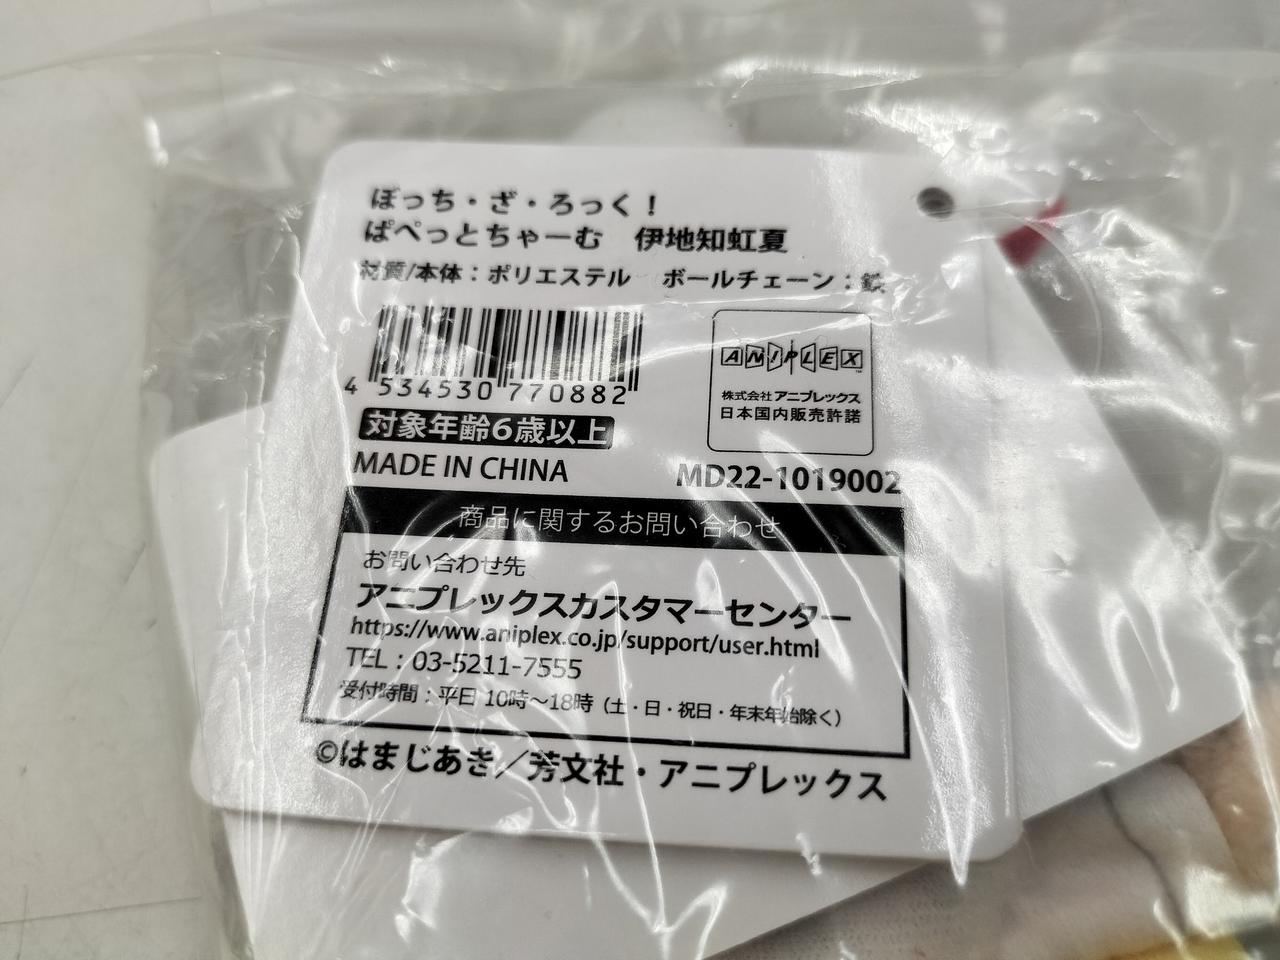 ぼっち・ざ・ろっく！
ぱぺっとちゃーむ　伊地知虹夏
材質/本体：ポリエステル　ボールチェーン：鉄
4 534530 770882
ANIPLEX
株式会社アニプレックス
日本国内販売許諾
対象年齢6歳以上
MADE IN CHINA
MD22-1019002
商品に関するお問い合わせ
お問い合わせ先
アニプレックスカスタマーセンター
https://www.aniplex.co.jp/support/user.html
TEL：03-5211-7555
受付時間：平日 10時～18時（土・日・祝日・年末年始除く）
©はまじあき／芳文社・アニプレックス